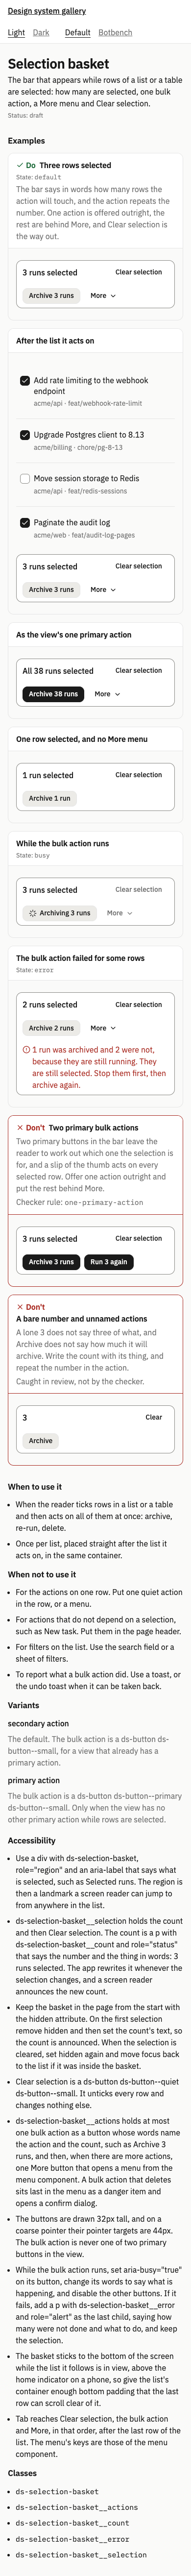 Design system gallery
Light Dark Default Botbench
Selection basket
The bar that appears while rows of a list or a table
are selected: how many are selected, one bulk
action, a More menu and Clear selection.
Status: draft
Examples
Do Three rows selected
State: default
The bar says in words how many rows the
action will touch, and the action repeats the
number. One action is offered outright, the
rest are behind More, and Clear selection is
the way out.
3 runs selected Clear selection
Archive 3 runs More
After the list it acts on
Add rate limiting to the webhook
endpoint
acme/api · feat/webhook-rate-limit
Upgrade Postgres client to 8.13
acme/billing · chore/pg-8-13
Move session storage to Redis
acme/api · feat/redis-sessions
Paginate the audit log
acme/web · feat/audit-log-pages
3 runs selected Clear selection
Archive 3 runs More
As the view's one primary action
All 38 runs selected Clear selection
Archive 38 runs More
One row selected, and no More menu
1 run selected Clear selection
Archive 1 run
While the bulk action runs
State: busy
3 runs selected Clear selection
Archiving 3 runs More
The bulk action failed for some rows
State: error
2 runs selected Clear selection
Archive 2 runs More
1 run was archived and 2 were not,
because they are still running. They
are still selected. Stop them first, then
archive again.
Don't Two primary bulk actions
Two primary buttons in the bar leave the
reader to work out which one the selection is
for, and a slip of the thumb acts on every
selected row. Offer one action outright and
put the rest behind More.
Checker rule: one-primary-action
3 runs selected Clear selection
Archive 3 runs Run 3 again
Don't
A bare number and unnamed actions
A lone 3 does not say three of what, and
Archive does not say how much it will
archive. Write the count with its thing, and
repeat the number in the action.
Caught in review, not by the checker.
3 Clear
Archive
When to use it
• When the reader ticks rows in a list or a table
and then acts on all of them at once: archive,
re-run, delete.
• Once per list, placed straight after the list it
acts on, in the same container.
When not to use it
• For the actions on one row. Put one quiet action
in the row, or a menu.
• For actions that do not depend on a selection,
such as New task. Put them in the page header.
• For filters on the list. Use the search field or a
sheet of filters.
• To report what a bulk action did. Use a toast, or
the undo toast when it can be taken back.
Variants
secondary action
The default. The bulk action is a ds-button ds-
button--small, for a view that already has a
primary action.
primary action
The bulk action is a ds-button ds-button--primary
ds-button--small. Only when the view has no
other primary action while rows are selected.
Accessibility
• Use a div with ds-selection-basket,
role="region" and an aria-label that says what
is selected, such as Selected runs. The region is
then a landmark a screen reader can jump to
from anywhere in the list.
• ds-selection-basket__selection holds the count
and then Clear selection. The count is a p with
ds-selection-basket__count and role="status"
that says the number and the thing in words: 3
runs selected. The app rewrites it whenever the
selection changes, and a screen reader
announces the new count.
• Keep the basket in the page from the start with
the hidden attribute. On the first selection
remove hidden and then set the count's text, so
the count is announced. When the selection is
cleared, set hidden again and move focus back
to the list if it was inside the basket.
• Clear selection is a ds-button ds-button--quiet
ds-button--small. It unticks every row and
changes nothing else.
• ds-selection-basket__actions holds at most
one bulk action as a button whose words name
the action and the count, such as Archive 3
runs, and then, when there are more actions,
one More button that opens a menu from the
menu component. A bulk action that deletes
sits last in the menu as a danger item and
opens a confirm dialog.
• The buttons are drawn 32px tall, and on a
coarse pointer their pointer targets are 44px.
The bulk action is never one of two primary
buttons in the view.
• While the bulk action runs, set aria-busy="true"
on its button, change its words to say what is
happening, and disable the other buttons. If it
fails, add a p with ds-selection-basket__error
and role="alert" as the last child, saying how
many were not done and what to do, and keep
the selection.
• The basket sticks to the bottom of the screen
while the list it follows is in view, above the
home indicator on a phone, so give the list's
container enough bottom padding that the last
row can scroll clear of it.
• Tab reaches Clear selection, the bulk action
and More, in that order, after the last row of
the list. The menu's keys are those of the menu
component.
Classes
• ds-selection-basket
• ds-selection-basket__actions
• ds-selection-basket__count
• ds-selection-basket__error
• ds-selection-basket__selection